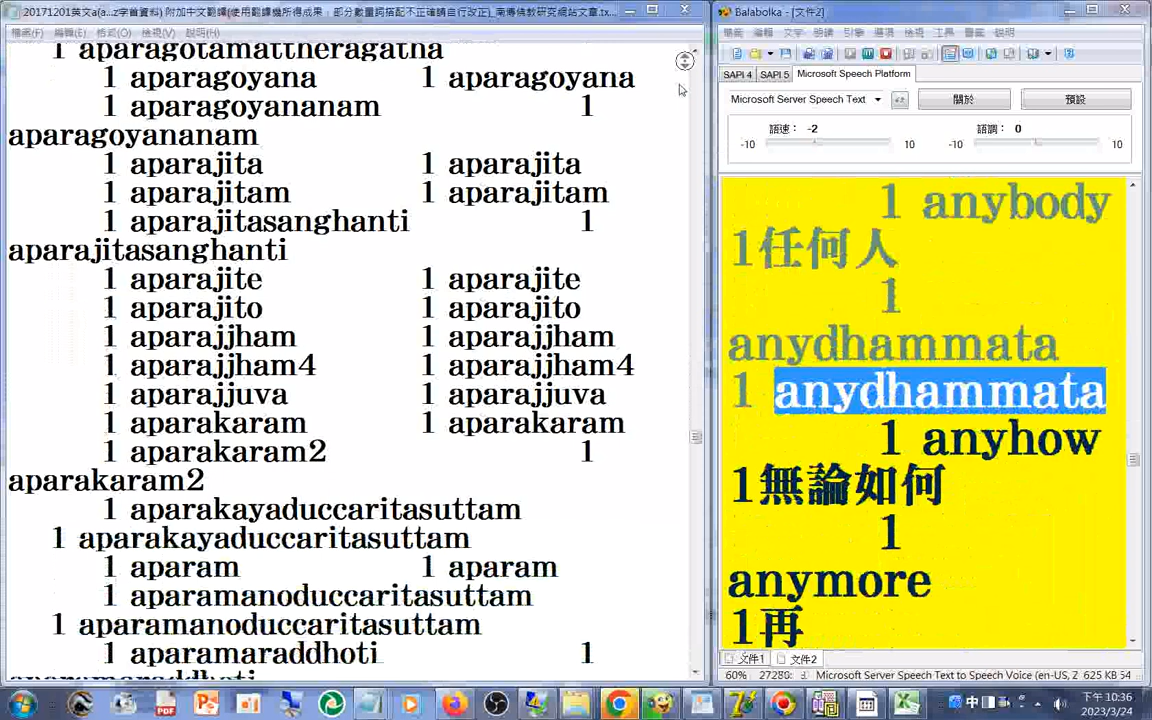 20171201英文a(a...z字首資料) 附加中文翻譯(使用翻譯機所得成果：部分數量詞搭配不正確請自行改正)_南傳佛教研究網站文章.tx...
檔案(F) 編輯(E) 格式(O) 檢視(V) 說明(H)
1 aparagotamattheragatha
1 aparagoyana 1 aparagoyana
1 aparagoyananam 1
aparagoyananam
1 aparajita 1 aparajita
1 aparajitam 1 aparajitam
1 aparajitasanghanti 1
aparajitasanghanti
1 aparajite 1 aparajite
1 aparajito 1 aparajito
1 aparajjham 1 aparajjham
1 aparajjham4 1 aparajjham4
1 aparajjuva 1 aparajjuva
1 aparakaram 1 aparakaram
1 aparakaram2 1
aparakaram2
1 aparakayaduccaritasuttam
1 aparakayaduccaritasuttam
1 aparam 1 aparam
1 aparamanoduccaritasuttam
1 aparamanoduccaritasuttam
1 aparamaraddhoti 1
aparamaraddhoti
Balabolka - [文件2]
檔案 編輯 文字 朗讀 引擎 選項 檢視 工具 書籤 說明
SAPI 4 SAPI 5 Microsoft Speech Platform
Microsoft Server Speech Text 關於 預設
語速： -2 語調： 0
-10 10 -10 10
1 anybody
1任何人
1
anydhammata
1 anydhammata
1 anyhow
1無論如何
1
anymore
1再
文件1 文件2
60% Microsoft Server Speech Text to Speech Voice (en-US, Z 625 KB 54
中
下午 10:36
2023/3/24